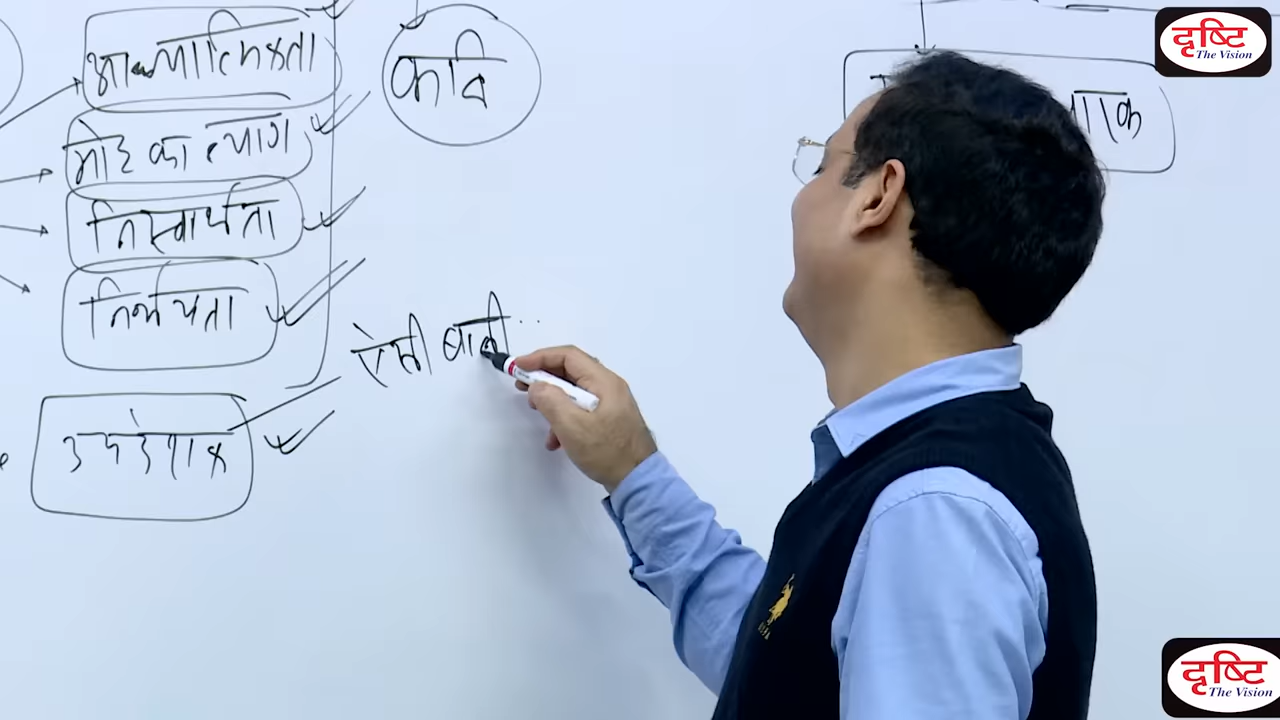 आध्यात्मिकता
मोह का त्याग
निस्वार्थता
निर्भयता
उपदेशक
कवि
ऐसी बानी..
दृष्टि
The Vision
दृष्टि
The Vision